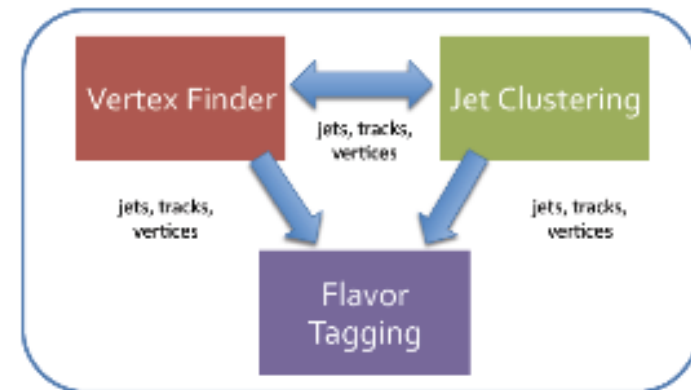 Vertex Finder
Jet Clustering
jets, tracks,
vertices
jets, tracks,
vertices
jets, tracks,
vertices
Flavor
Tagging